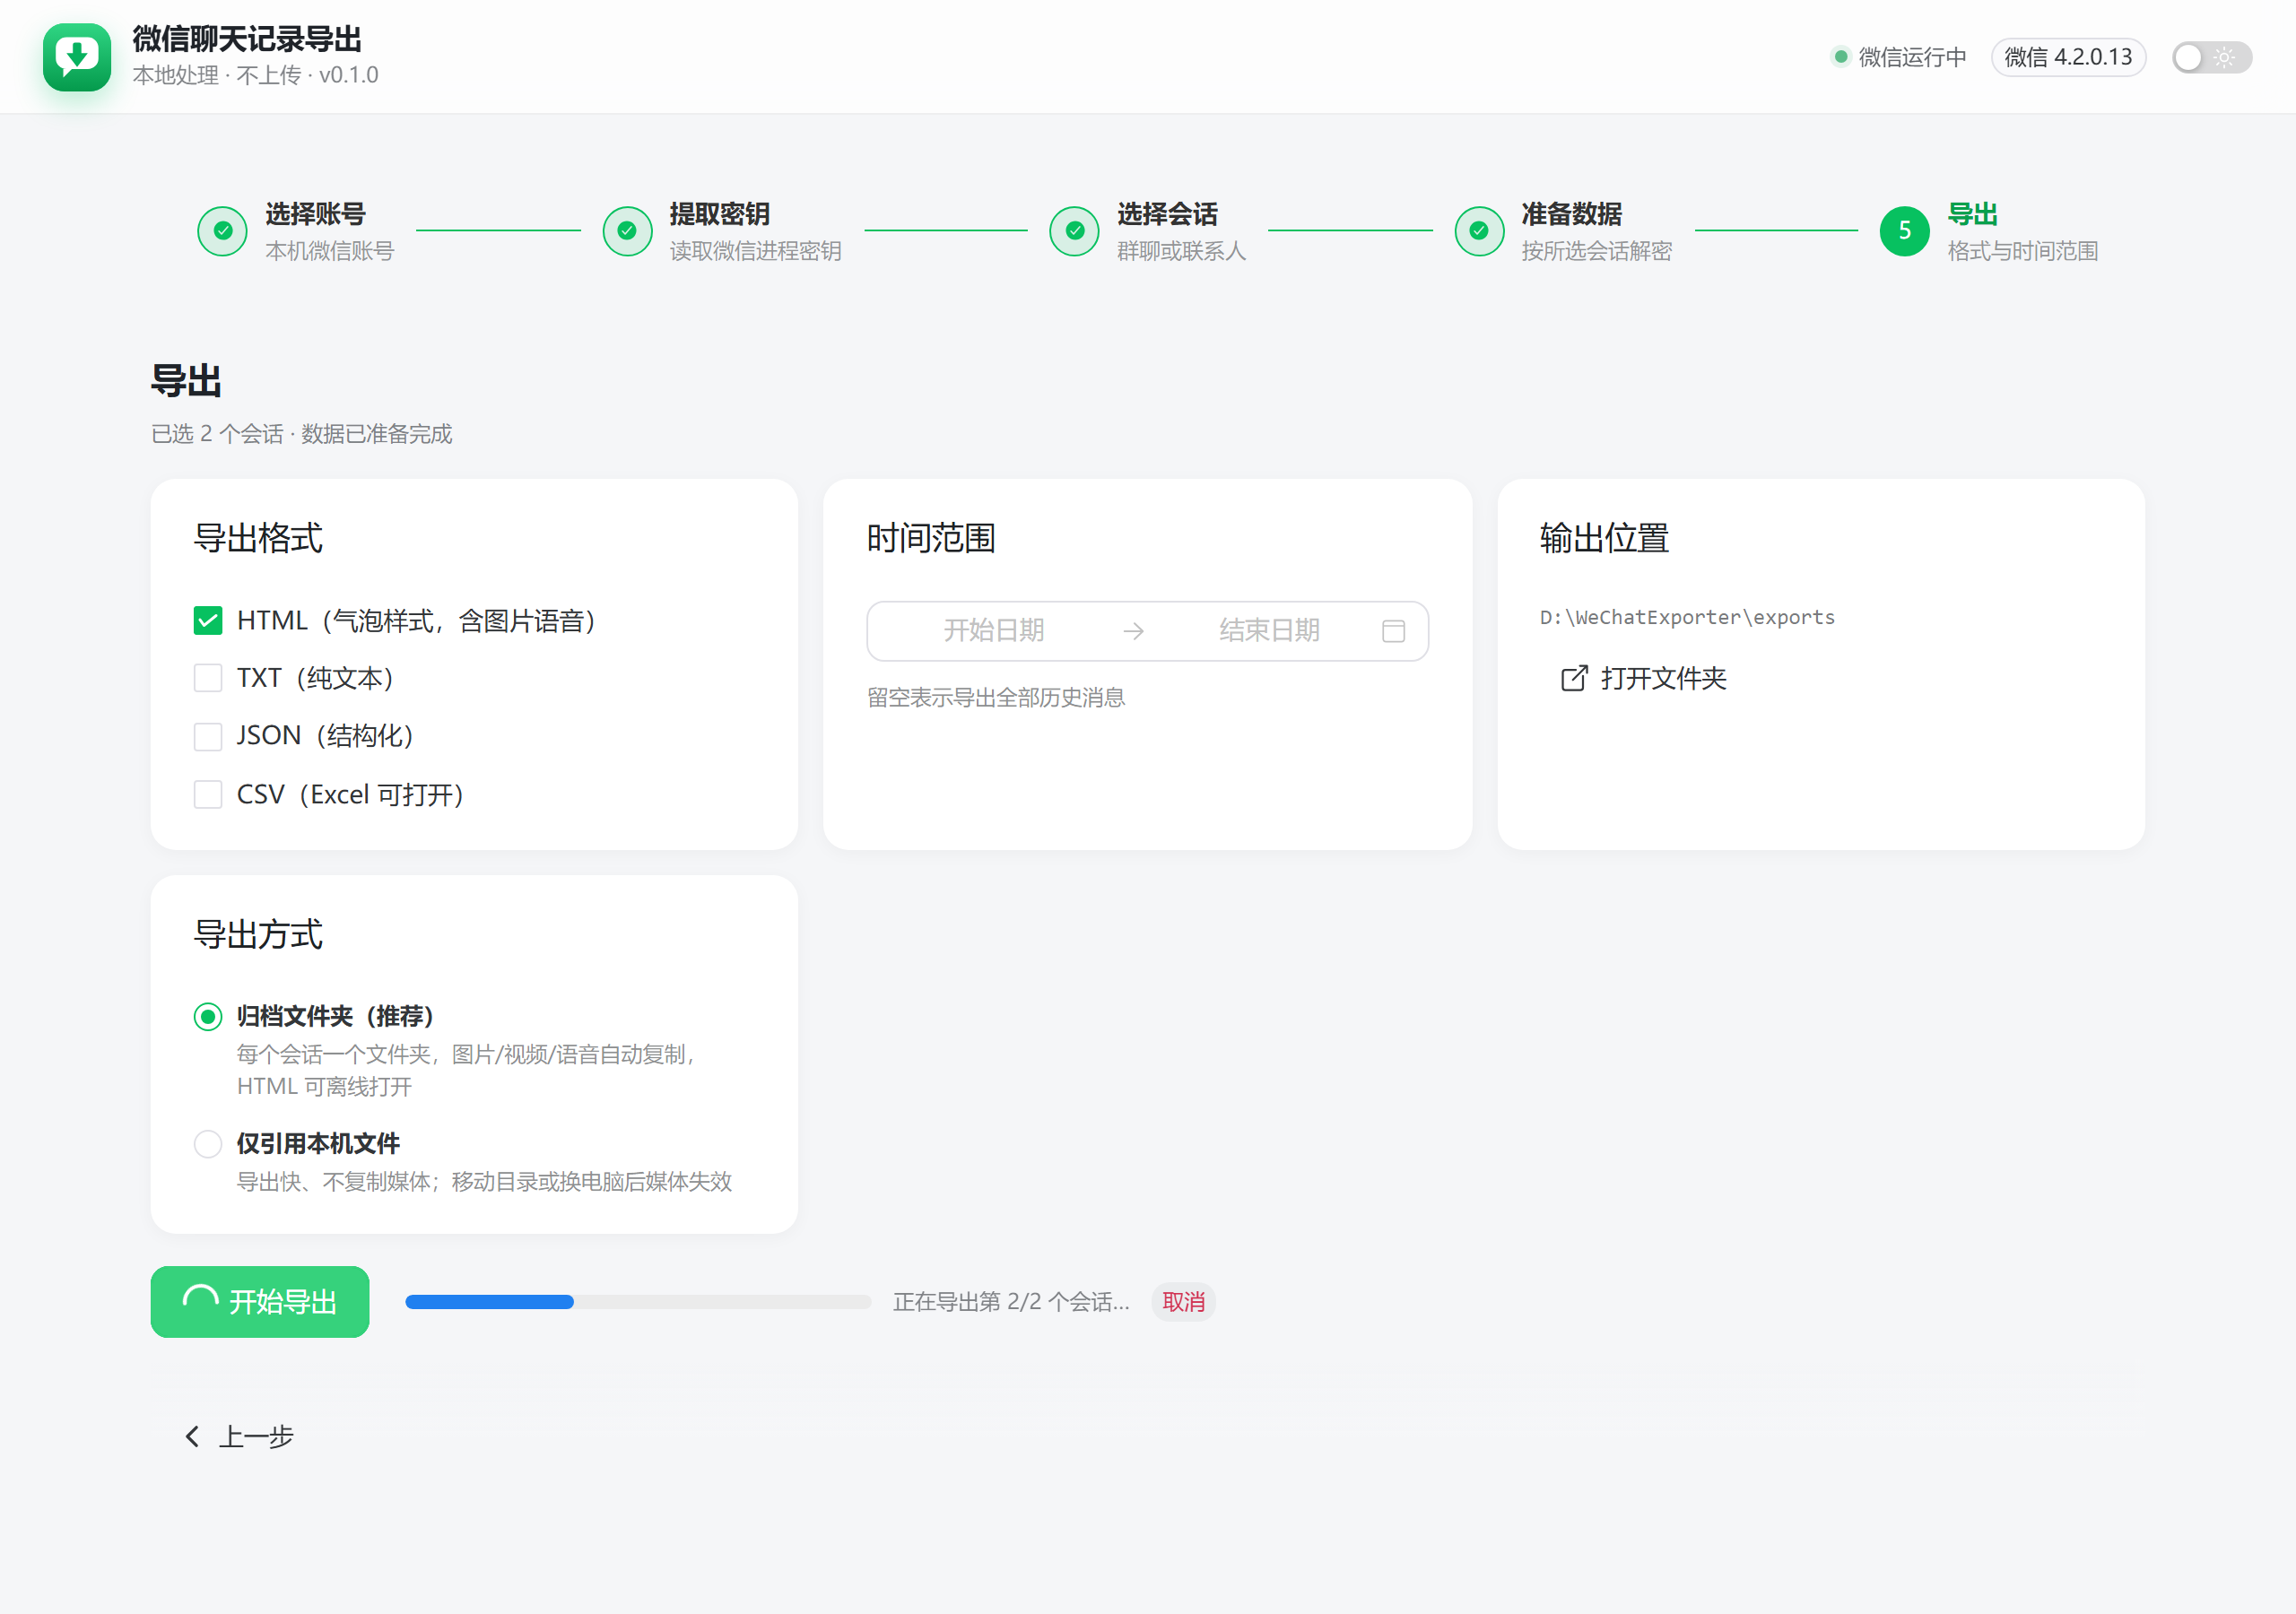 微信聊天记录导出
本地处理 · 不上传 · v0.1.0
微信运行中
微信 4.2.0.13
选择账号
本机微信账号
提取密钥
读取微信进程密钥
选择会话
群聊或联系人
准备数据
按所选会话解密
5
导出
格式与时间范围
导出
已选 2 个会话 · 数据已准备完成
导出格式
HTML（气泡样式，含图片语音）
TXT（纯文本）
JSON（结构化）
CSV（Excel 可打开）
时间范围
开始日期 → 结束日期
留空表示导出全部历史消息
输出位置
D:\WeChatExporter\exports
打开文件夹
导出方式
归档文件夹（推荐）
每个会话一个文件夹，图片/视频/语音自动复制，
HTML 可离线打开
仅引用本机文件
导出快、不复制媒体；移动目录或换电脑后媒体失效
开始导出
正在导出第 2/2 个会话...
取消
上一步